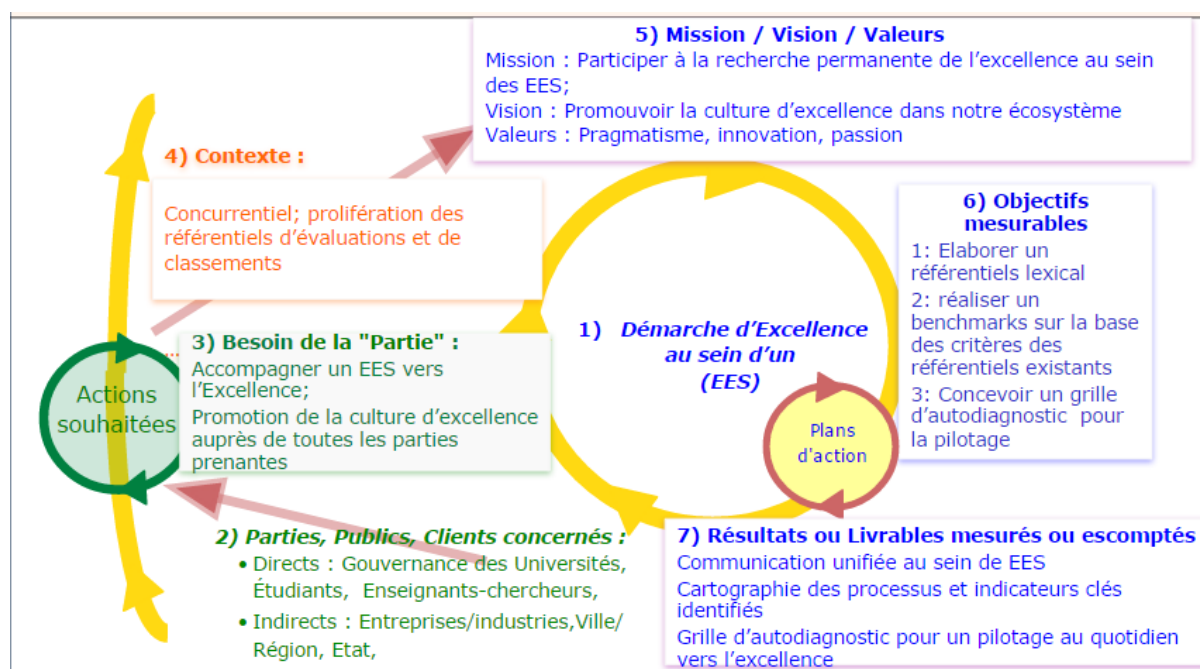 5) Mission / Vision / Valeurs
Mission : Participer à la recherche permanente de l'excellence au sein
des EES;
Vision : Promouvoir la culture d'excellence dans notre écosystème
Valeurs : Pragmatisme, innovation, passion
4) Contexte :
Concurrentiel; prolifération des
référentiels d'évaluations et de
classements
6) Objectifs
mesurables
1: Elaborer un
référentiels lexical
2: réaliser un
benchmarks sur la base
des critères des
référentiels existants
3: Concevoir un grille
d'autodiagnostic pour
la pilotage
1) Démarche d'Excellence
au sein d'un
(EES)
...
3) Besoin de la "Partie" :
Accompagner un EES vers
l'Excellence;
Promotion de la culture d'excellence
auprès de toutes les parties
prenantes
Actions
souhaitées
Plans
d'action
2) Parties, Publics, Clients concernés :
• Directs : Gouvernance des Universités,
Étudiants, Enseignants-chercheurs,
• Indirects : Entreprises/industries,Ville/
Région, Etat,
7) Résultats ou Livrables mesurés ou escomptés
Communication unifiée au sein de EES
Cartographie des processus et indicateurs clés
identifiés
Grille d'autodiagnostic pour un pilotage au quotidien
vers l'excellence